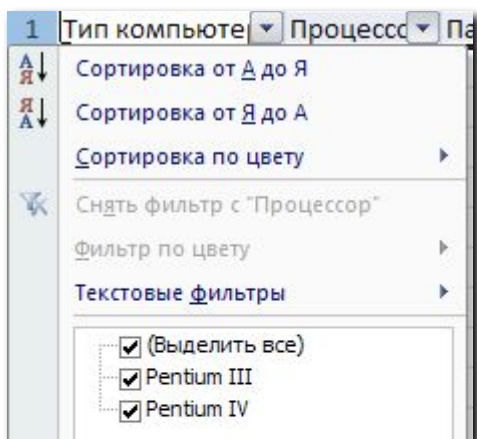 1 Тип компьюте Процессо Па
Сортировка от А до Я
Сортировка от Я до А
Сортировка по цвету
Снять фильтр с "Процессор"
Фильтр по цвету
Текстовые фильтры
(Выделить все)
Pentium III
Pentium IV